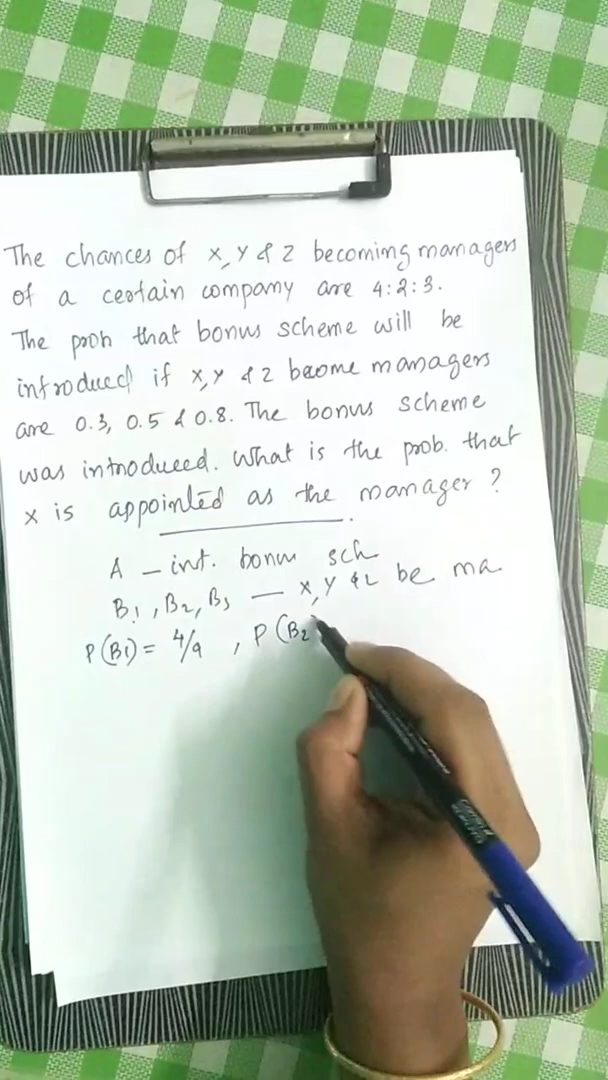 The chances of X, Y & Z becoming managers
of a certain company are 4:2:3.
The prob that bonus scheme will be
introduced if X, Y & Z become managers
are 0.3, 0.5 & 0.8. The bonus scheme
was introduced. What is the prob. that
X is appointed as the manager?
A – int. bonus sch
B1, B2, B3 — X, Y & Z be ma
P(B1) = 4/9 , P(B2)